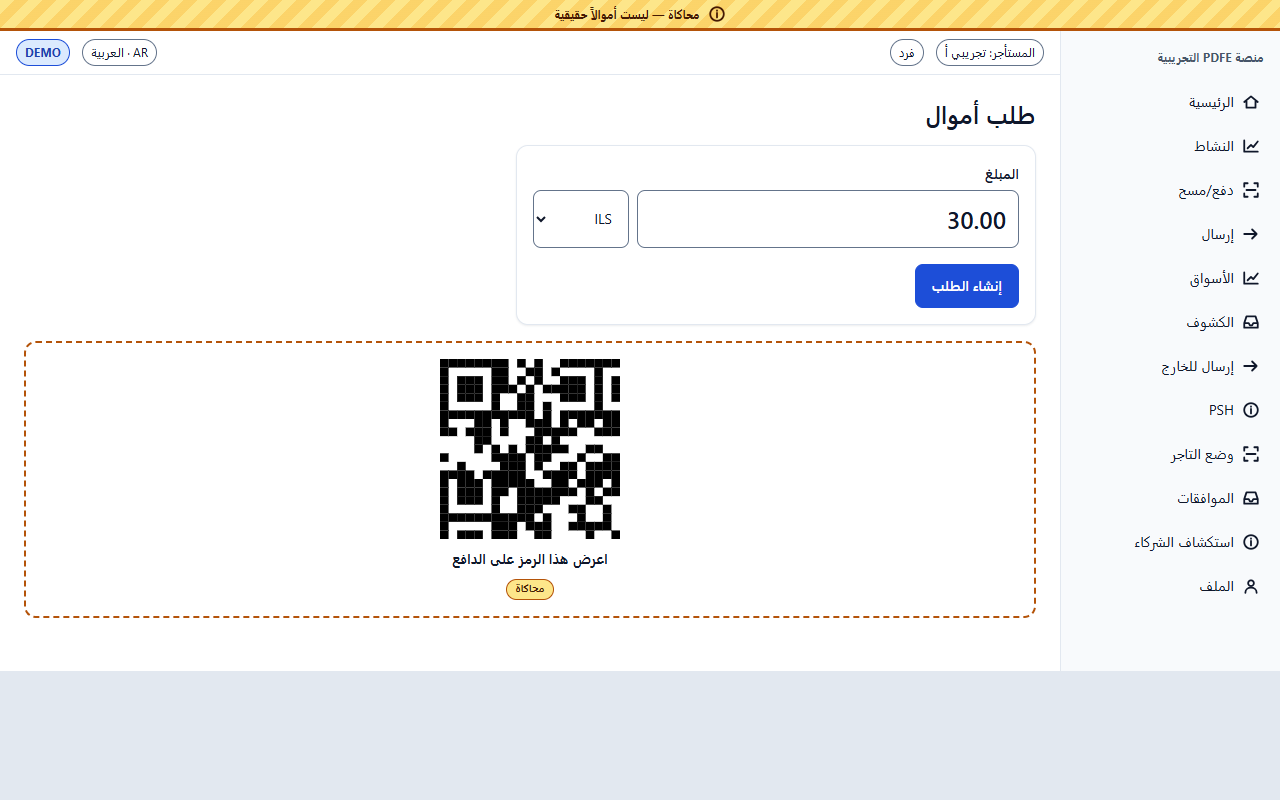 محاكاة — ليست أموالاً حقيقية
منصة PDFE التجريبية
الرئيسية
النشاط
دفع/مسح
إرسال
الأسواق
الكشوف
إرسال للخارج
PSH
وضع التاجر
الموافقات
استكشاف الشركاء
الملف
المستأجر: تجريبي أ
فرد
AR · العربية
DEMO
طلب أموال
المبلغ
30.00
ILS
إنشاء الطلب
اعرض هذا الرمز على الدافع
محاكاة